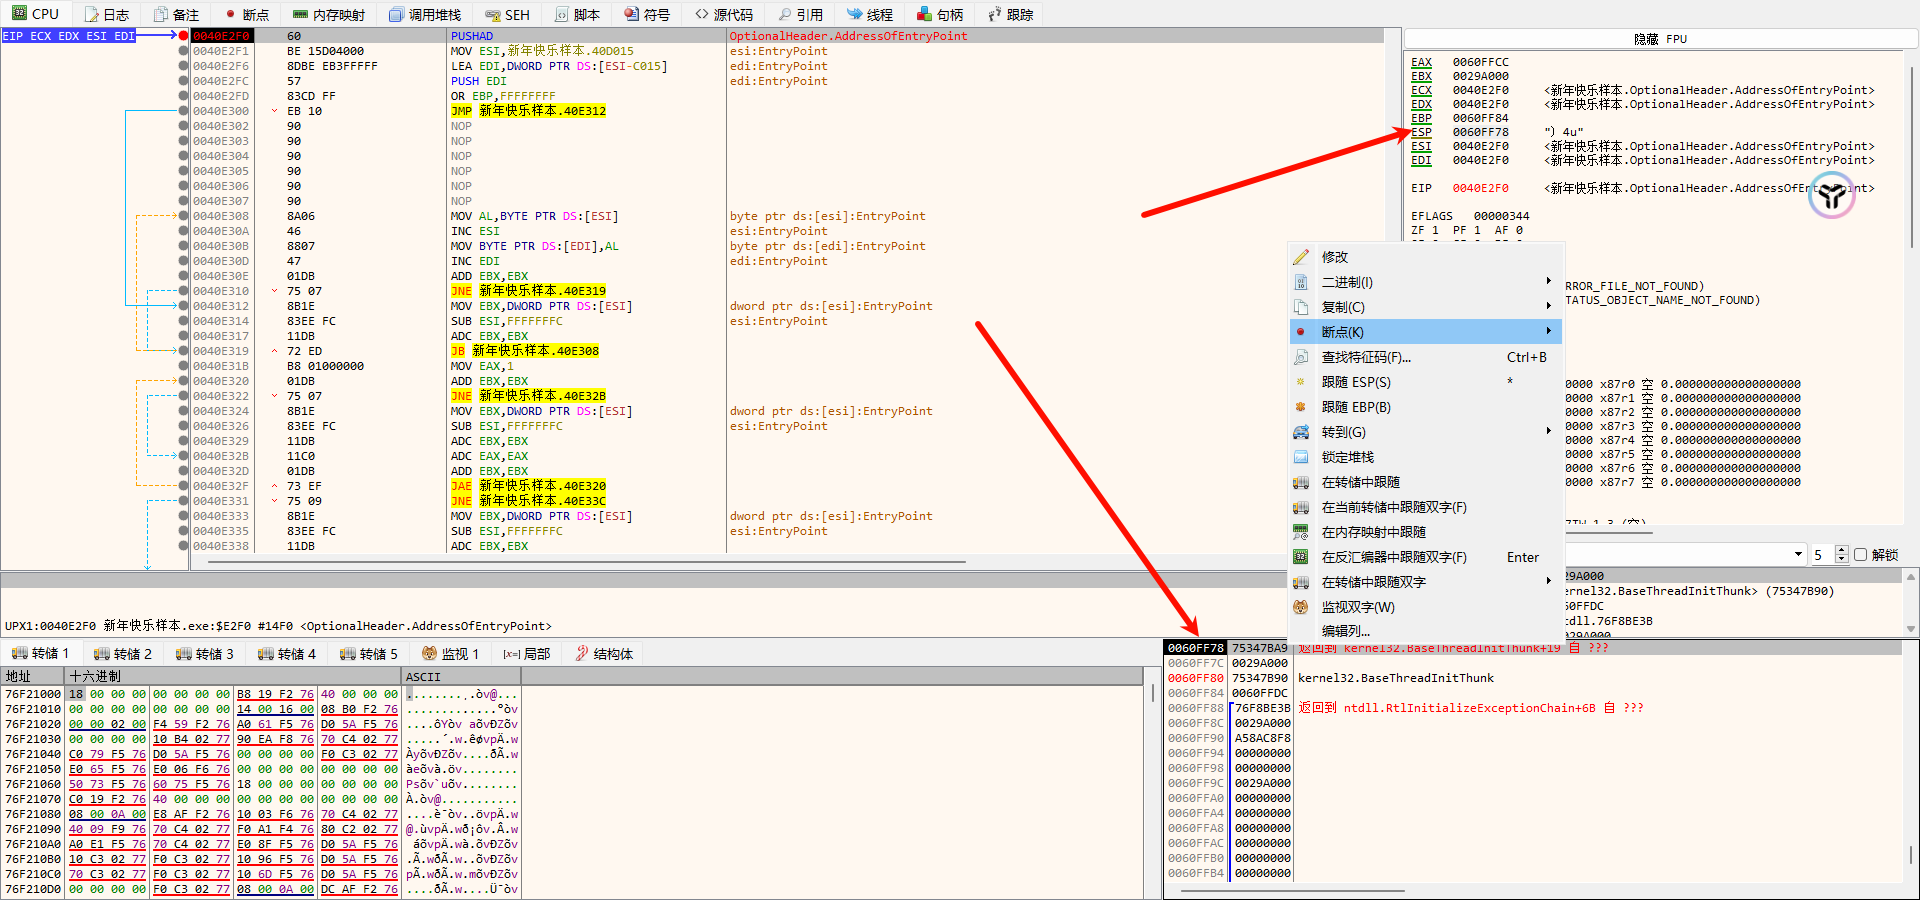 CPU 日志 备注 断点 内存映射 调用堆栈 SEH 脚本 符号 源代码 引用 线程 句柄 跟踪
EIP ECX EDX ESI EDI
0040E2F0 60 PUSHAD OptionalHeader.AddressOfEntryPoint
0040E2F1 BE 15D04000 MOV ESI,新年快乐样本.40D015 esi:EntryPoint
0040E2F6 8DBE EB3FFFFF LEA EDI,DWORD PTR DS:[ESI-C015] edi:EntryPoint
0040E2FC 57 PUSH EDI edi:EntryPoint
0040E2FD 83CD FF OR EBP,FFFFFFFF
0040E300 EB 10 JMP 新年快乐样本.40E312
0040E302 90 NOP
0040E303 90 NOP
0040E304 90 NOP
0040E305 90 NOP
0040E306 90 NOP
0040E307 90 NOP
0040E308 8A06 MOV AL,BYTE PTR DS:[ESI] byte ptr ds:[esi]:EntryPoint
0040E30A 46 INC ESI esi:EntryPoint
0040E30B 8807 MOV BYTE PTR DS:[EDI],AL byte ptr ds:[edi]:EntryPoint
0040E30D 47 INC EDI edi:EntryPoint
0040E30E 01DB ADD EBX,EBX
0040E310 75 07 JNE 新年快乐样本.40E319
0040E312 8B1E MOV EBX,DWORD PTR DS:[ESI] dword ptr ds:[esi]:EntryPoint
0040E314 83EE FC SUB ESI,FFFFFFFC esi:EntryPoint
0040E317 11DB ADC EBX,EBX
0040E319 72 ED JB 新年快乐样本.40E308
0040E31B B8 01000000 MOV EAX,1
0040E320 01DB ADD EBX,EBX
0040E322 75 07 JNE 新年快乐样本.40E32B
0040E324 8B1E MOV EBX,DWORD PTR DS:[ESI] dword ptr ds:[esi]:EntryPoint
0040E326 83EE FC SUB ESI,FFFFFFFC esi:EntryPoint
0040E329 11DB ADC EBX,EBX
0040E32B 11C0 ADC EAX,EAX
0040E32D 01DB ADD EBX,EBX
0040E32F 73 EF JAE 新年快乐样本.40E320
0040E331 75 09 JNE 新年快乐样本.40E33C
0040E333 8B1E MOV EBX,DWORD PTR DS:[ESI] dword ptr ds:[esi]:EntryPoint
0040E335 83EE FC SUB ESI,FFFFFFFC esi:EntryPoint
0040E338 11DB ADC EBX,EBX
隐藏 FPU
EAX 0060FFCC
EBX 0029A000
ECX 0040E2F0 <新年快乐样本.OptionalHeader.AddressOfEntryPoint>
EDX 0040E2F0 <新年快乐样本.OptionalHeader.AddressOfEntryPoint>
EBP 0060FF84
ESP 0060FF78 ") 4u"
ESI 0040E2F0 <新年快乐样本.OptionalHeader.AddressOfEntryPoint>
EDI 0040E2F0 <新年快乐样本.OptionalHeader.AddressOfEntryPoint>
EIP 0040E2F0 <新年快乐样本.OptionalHeader.AddressOfEntryPoint>
EFLAGS 00000344
ZF 1 PF 1 AF 0
RROR_FILE_NOT_FOUND)
TATUS_OBJECT_NAME_NOT_FOUND)
0000 x87r0 空 0.000000000000000000
0000 x87r1 空 0.000000000000000000
0000 x87r2 空 0.000000000000000000
0000 x87r3 空 0.000000000000000000
0000 x87r4 空 0.000000000000000000
0000 x87r5 空 0.000000000000000000
0000 x87r6 空 0.000000000000000000
0000 x87r7 空 0.000000000000000000
5 解锁
29A000
ernel32.BaseThreadInitThunk> (75347B90)
60FFDC
tdll.76F8BE3B
0029A000
修改
二进制(I)
复制(C)
断点(K)
查找特征码(F)... Ctrl+B
跟随 ESP(S) *
跟随 EBP(B)
转到(G)
锁定堆栈
在转储中跟随
在当前转储中跟随双字(F)
在内存映射中跟随
在反汇编器中跟随双字(F) Enter
在转储中跟随双字
监视双字(W)
编辑列...
UPX1:0040E2F0 新年快乐样本.exe:$E2F0 #14F0 <OptionalHeader.AddressOfEntryPoint>
转储 1 转储 2 转储 3 转储 4 转储 5 监视 1 [x=] 局部 结构体
地址 十六进制 ASCII
76F21000 18 00 00 00 00 00 00 00 B8 19 F2 76 40 00 00 00 .........òv@...
76F21010 00 00 00 00 00 00 00 00 14 00 16 00 08 B0 F2 76 .............°òv
76F21020 00 00 02 00 F4 59 F2 76 A0 61 F5 76 D0 5A F5 76 ....ôYòv aõvÐZõv
76F21030 00 00 00 00 10 B4 02 77 90 EA F8 76 70 C4 02 77 .....´.w.êøvpÄ.w
76F21040 C0 79 F5 76 D0 5A F5 76 00 00 00 00 F0 C3 02 77 ÀyõvÐZõv....ðÃ.w
76F21050 E0 65 F5 76 E0 06 F6 76 00 00 00 00 00 00 00 00 àeõvà.öv........
76F21060 50 73 F5 76 60 75 F5 76 18 00 00 00 00 00 00 00 Psõv`uõv........
76F21070 C0 19 F2 76 40 00 00 00 00 00 00 00 00 00 00 00 À.òv@...........
76F21080 08 00 0A 00 E8 AF F2 76 10 03 F6 76 70 C4 02 77 ....è¯òv..övpÄ.w
76F21090 40 09 F9 76 70 C4 02 77 F0 A1 F4 76 80 C2 02 77 @.ùvpÄ.wð¡ôv.Â.w
76F210A0 A0 E1 F5 76 70 C4 02 77 E0 8F F5 76 D0 5A F5 76 áõvpÄ.wà.õvÐZõv
76F210B0 10 C3 02 77 F0 C3 02 77 10 96 F5 76 D0 5A F5 76 .Ã.wðÃ.w..õvÐZõv
76F210C0 70 C3 02 77 F0 C3 02 77 10 6D F5 76 D0 5A F5 76 pÃ.wðÃ.w.mõvÐZõv
76F210D0 00 00 00 00 F0 C3 02 77 08 00 0A 00 DC AF F2 76 ....ðÃ.w....Ü¯òv
0060FF78 75347BA9 返回到 kernel32.BaseThreadInitThunk+19 自 ???
0060FF7C 0029A000
0060FF80 75347B90 kernel32.BaseThreadInitThunk
0060FF84 0060FFDC
0060FF88 76F8BE3B 返回到 ntdll.RtlInitializeExceptionChain+6B 自 ???
0060FF8C 0029A000
0060FF90 A58AC8F8
0060FF94 00000000
0060FF98 00000000
0060FF9C 0029A000
0060FFA0 00000000
0060FFA4 00000000
0060FFA8 00000000
0060FFAC 00000000
0060FFB0 00000000
0060FFB4 00000000